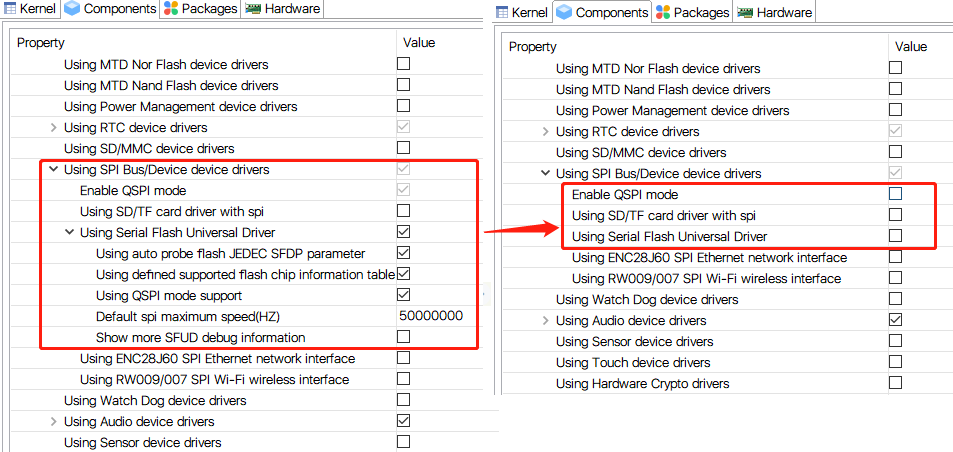 Kernel Components Packages Hardware
Property Value
Using MTD Nor Flash device drivers
Using MTD Nand Flash device drivers
Using Power Management device drivers
Using RTC device drivers
Using SD/MMC device drivers
Using SPI Bus/Device device drivers
Enable QSPI mode
Using SD/TF card driver with spi
Using Serial Flash Universal Driver
Using auto probe flash JEDEC SFDP parameter
Using defined supported flash chip information table
Using QSPI mode support
Default spi maximum speed(HZ) 50000000
Show more SFUD debug information
Using ENC28J60 SPI Ethernet network interface
Using RW009/007 SPI Wi-Fi wireless interface
Using Watch Dog device drivers
Using Audio device drivers
Using Sensor device drivers
Kernel Components Packages Hardware
Property Value
Using MTD Nor Flash device drivers
Using MTD Nand Flash device drivers
Using Power Management device drivers
Using RTC device drivers
Using SD/MMC device drivers
Using SPI Bus/Device device drivers
Enable QSPI mode
Using SD/TF card driver with spi
Using Serial Flash Universal Driver
Using ENC28J60 SPI Ethernet network interface
Using RW009/007 SPI Wi-Fi wireless interface
Using Watch Dog device drivers
Using Audio device drivers
Using Sensor device drivers
Using Touch device drivers
Using Hardware Crypto drivers